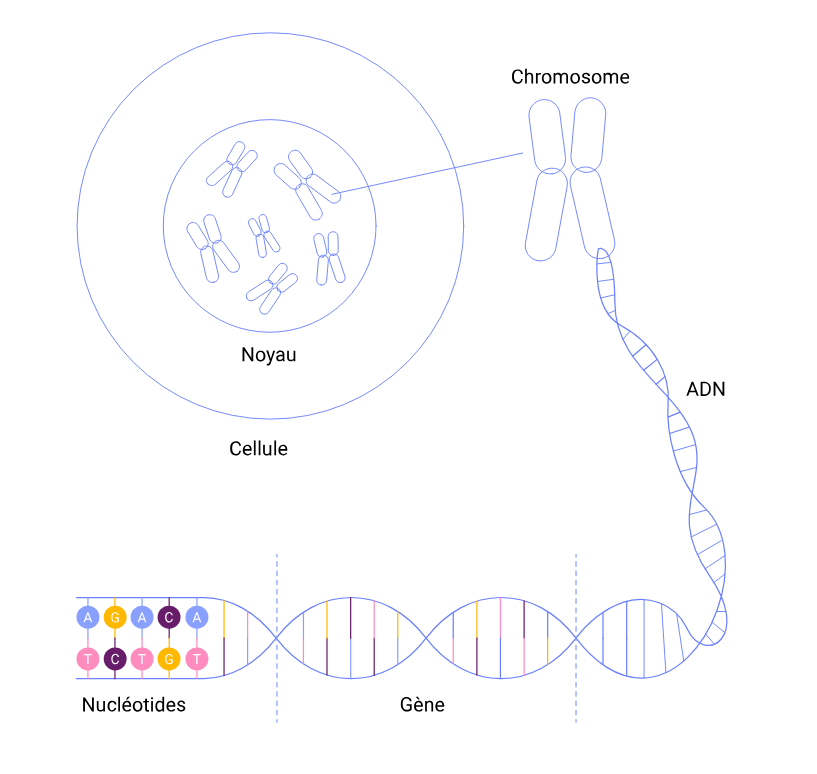 Chromosome
Noyau
ADN
Cellule
A G A C A
T C T G T
Nucléotides
Gène